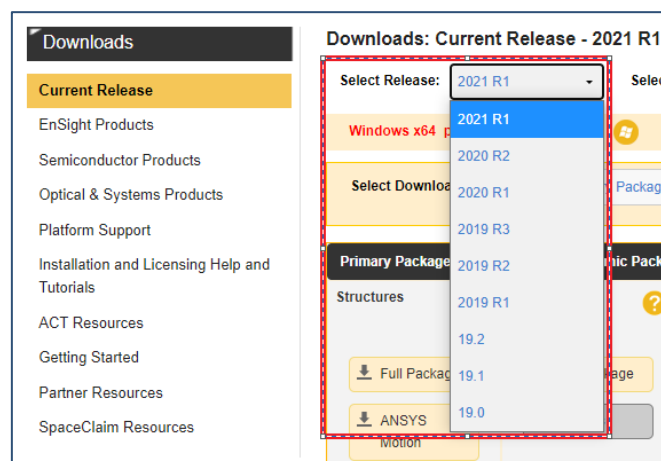 Downloads
Current Release
EnSight Products
Semiconductor Products
Optical & Systems Products
Platform Support
Installation and Licensing Help and
Tutorials
ACT Resources
Getting Started
Partner Resources
SpaceClaim Resources
Downloads: Current Release - 2021 R1
Select Release:
2021 R1
2021 R1
2020 R2
2020 R1
2019 R3
2019 R2
2019 R1
19.2
19.1
19.0
Windows x64
Primary Package
Structures
Full
ANSYS
Motion